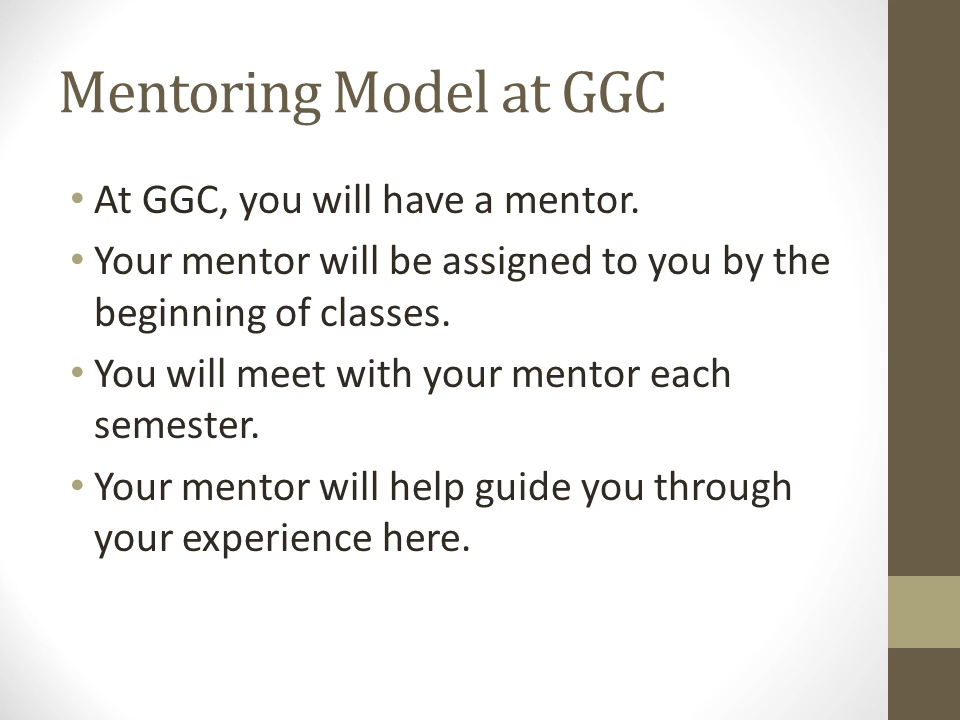 Mentoring Model at GGC
• At GGC, you will have a mentor.
• Your mentor will be assigned to you by the
beginning of classes.
• You will meet with your mentor each
semester.
• Your mentor will help guide you through
your experience here.